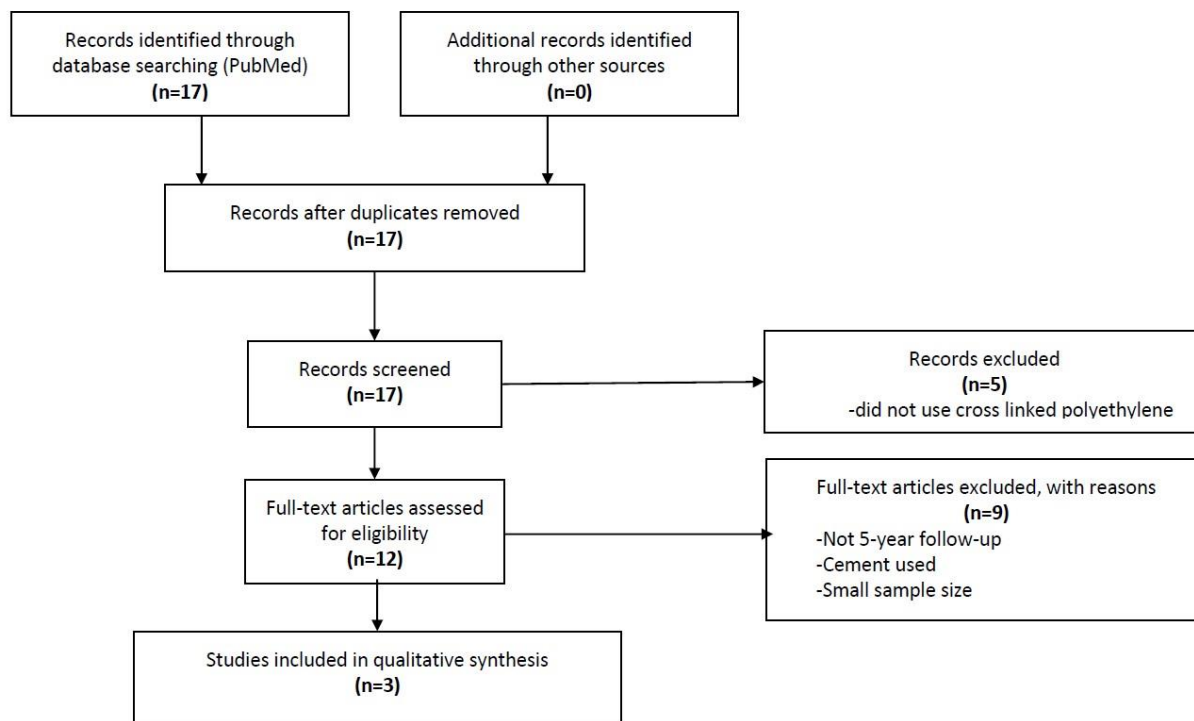 Records identified through
database searching (PubMed)
(n=17)
Additional records identified
through other sources
(n=0)
Records after duplicates removed
(n=17)
Records screened
(n=17)
Records excluded
(n=5)
-did not use cross linked polyethylene
Full-text articles assessed
for eligibility
(n=12)
Full-text articles excluded, with reasons
(n=9)
-Not 5-year follow-up
-Cement used
-Small sample size
Studies included in qualitative synthesis
(n=3)